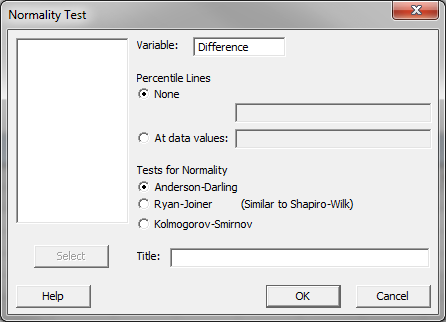 Normality Test
Variable: Difference
Percentile Lines
None
At data values:
Tests for Normality
Anderson-Darling
Ryan-Joiner (Similar to Shapiro-Wilk)
Kolmogorov-Smirnov
Select Title:
Help OK Cancel